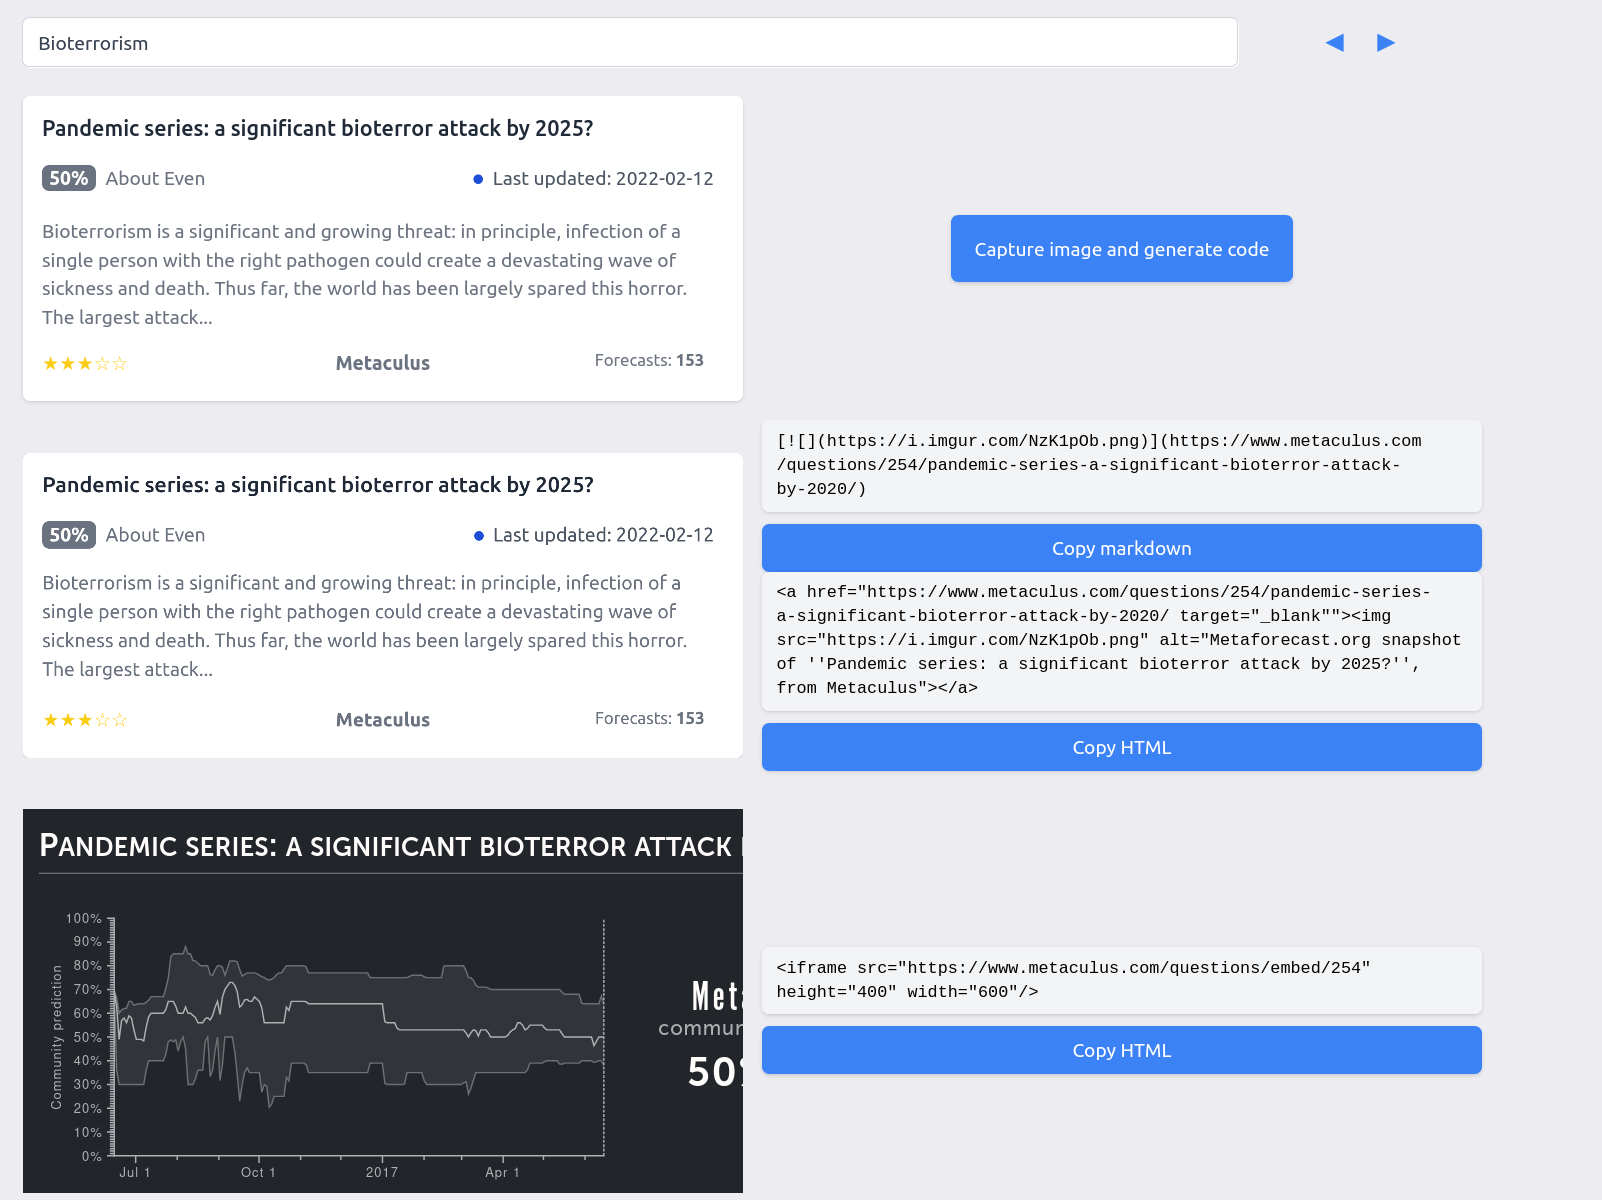 Bioterrorism
◀ ▶
Pandemic series: a significant bioterror attack by 2025?
50% About Even
Last updated: 2022-02-12
Bioterrorism is a significant and growing threat: in principle, infection of a
single person with the right pathogen could create a devastating wave of
sickness and death. Thus far, the world has been largely spared this horror.
The largest attack...
★★★☆☆ Metaculus Forecasts: 153
Capture image and generate code
Pandemic series: a significant bioterror attack by 2025?
50% About Even
Last updated: 2022-02-12
Bioterrorism is a significant and growing threat: in principle, infection of a
single person with the right pathogen could create a devastating wave of
sickness and death. Thus far, the world has been largely spared this horror.
The largest attack...
★★★☆☆ Metaculus Forecasts: 153
[![](https://i.imgur.com/NzK1pOb.png)](https://www.metaculus.com
/questions/254/pandemic-series-a-significant-bioterror-attack-
by-2020/)
Copy markdown
<a href="https://www.metaculus.com/questions/254/pandemic-series-
a-significant-bioterror-attack-by-2020/ target="_blank""><img
src="https://i.imgur.com/NzK1pOb.png" alt="Metaforecast.org snapshot
of ''Pandemic series: a significant bioterror attack by 2025?'',
from Metaculus"></a>
Copy HTML
Pandemic series: a significant bioterror attack
Community prediction
100%
90%
80%
70%
60%
50%
40%
30%
20%
10%
0%
Jul 1 Oct 1 2017 Apr 1
Meta
commun
50%
<iframe src="https://www.metaculus.com/questions/embed/254"
height="400" width="600"/>
Copy HTML